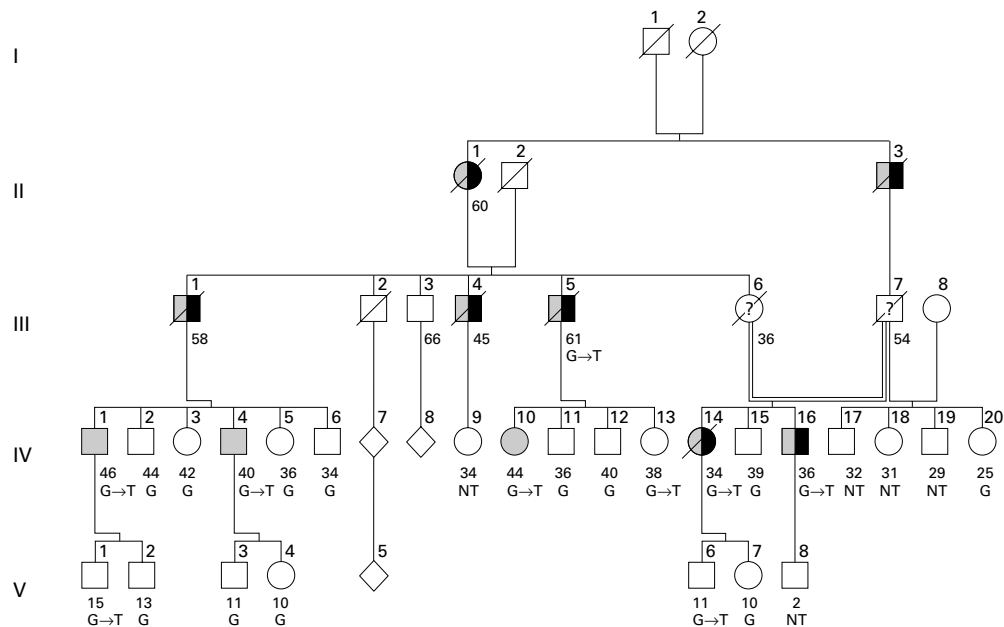 1 2
I
1 2 3
II
60
1 2 3 4 5 6 7 8
? ?
III
58 66 45 61 36 54
G→T
1 2 3 4 5 6 7 8 9 10 11 12 13 14 15 16 17 18 19 20
IV
46 44 42 40 36 34 34 44 36 40 38 34 39 36 32 31 29 25
G→T G G G→T G G NT G→T G G G→T G→T G G→T NT NT NT G
1 2 3 4 5 6 7 8
V
15 13 11 10 11 10 2
G→T G G G G→T G NT